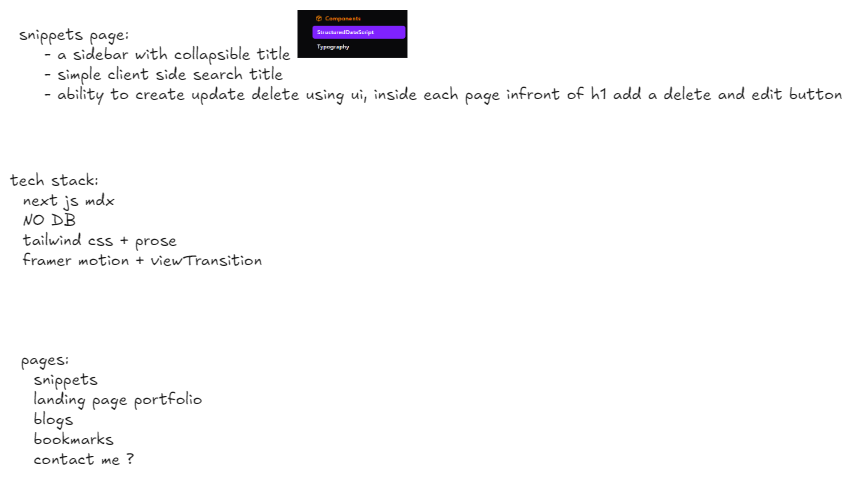 snippets page:
- a sidebar with collapsible title
Components
StructuredDataScript
Typography
- simple client side search title
- ability to create update delete using ui, inside each page infront of h1 add a delete and edit button
tech stack:
next js mdx
NO DB
tailwind css + prose
framer motion + viewTransition
pages:
snippets
landing page portfolio
blogs
bookmarks
contact me ?